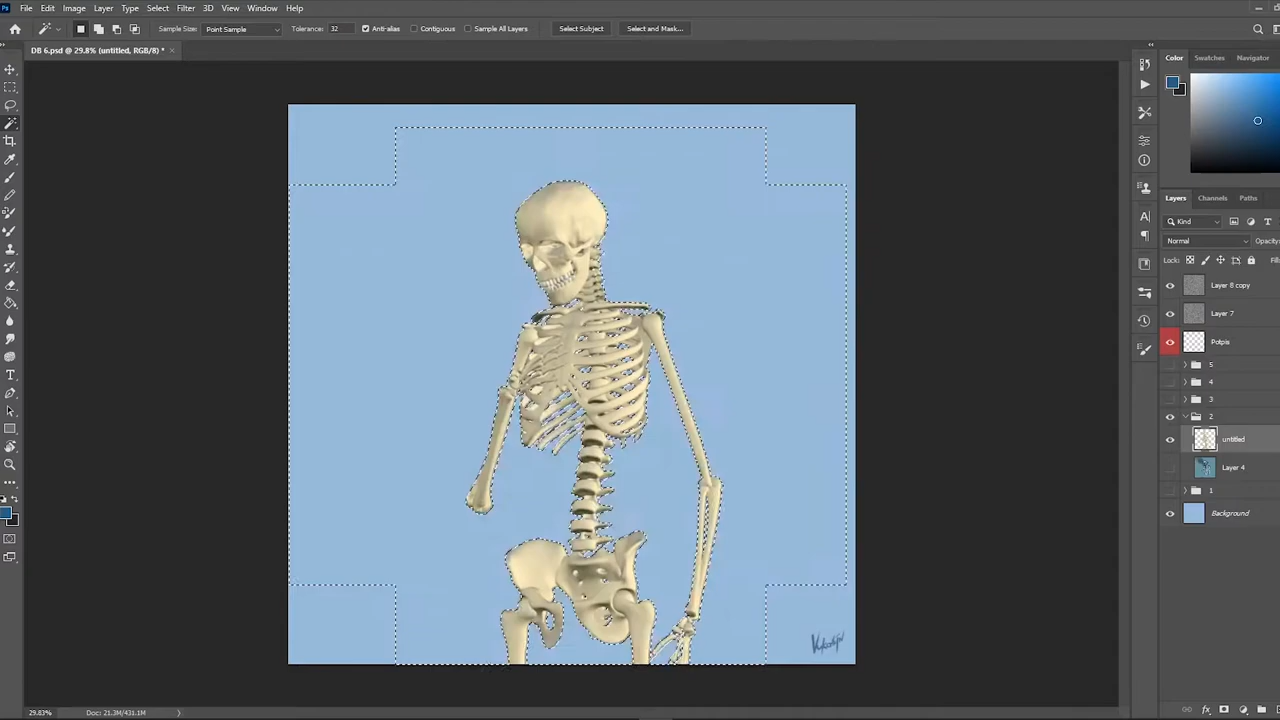 Ps File Edit Image Layer Type Select Filter 3D View Window Help
Sample Size: Point Sample Tolerance: 32 Anti-alias Contiguous Sample All Layers Select Subject Select and Mask...
DB 6.psd @ 29.8% (untitled, RGB/8) *
Color Swatches Navigator
Layers Channels Paths
Kind
Normal Opacity:
Lock: Fill
Layer 8 copy
Layer 7
Potpis
5
4
3
2
untitled
Layer 4
1
Background
29.83% Doc: 21.3M/431.1M